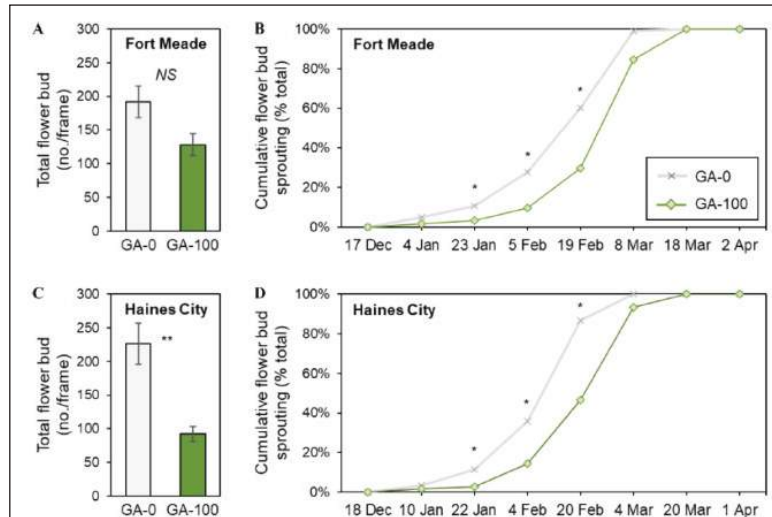 A
Fort Meade
NS
Total flower bud
(no./frame)
300
250
200
150
100
50
0
GA-0 GA-100
B
Fort Meade
Cumulative flower bud
sprouting (% total)
100%
80%
60%
40%
20%
0%
*
*
*
GA-0
GA-100
17 Dec 4 Jan 23 Jan 5 Feb 19 Feb 8 Mar 18 Mar 2 Apr
C
Haines City
**
Total flower bud
(no./frame)
300
250
200
150
100
50
0
GA-0 GA-100
D
Haines City
Cumulative flower bud
sprouting (% total)
100%
80%
60%
40%
20%
0%
*
*
*
18 Dec 10 Jan 22 Jan 4 Feb 20 Feb 4 Mar 20 Mar 1 Apr